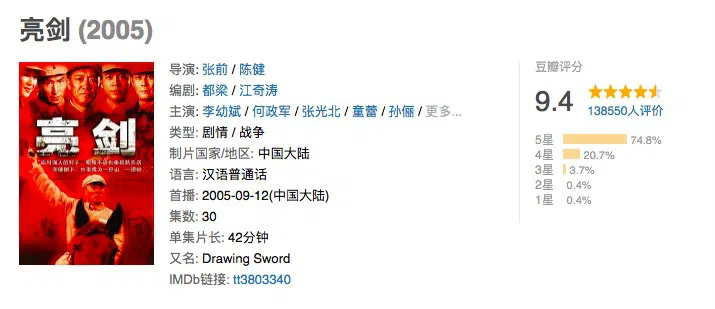 亮剑 (2005)
亮剑
导演: 张前 / 陈健
编剧: 都梁 / 江奇涛
主演: 李幼斌 / 何政军 / 张光北 / 童蕾 / 孙俪 / 更多...
类型: 剧情 / 战争
制片国家/地区: 中国大陆
语言: 汉语普通话
首播: 2005-09-12(中国大陆)
集数: 30
单集片长: 42分钟
又名: Drawing Sword
IMDb链接: tt3803340
豆瓣评分
9.4
138550人评价
5星 74.8%
4星 20.7%
3星 3.7%
2星 0.4%
1星 0.4%